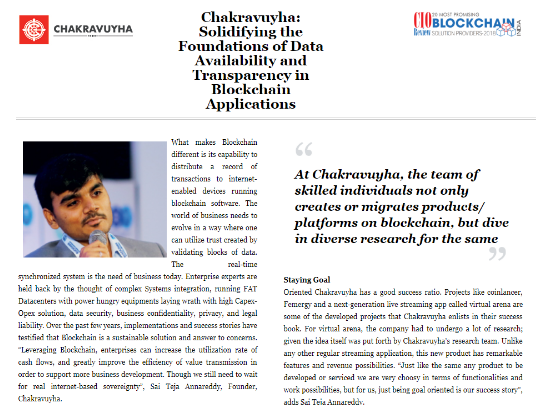 CHAKRAVUYHA
Chakravuyha:
Solidifying the
Foundations of Data
Availability and
Transparency in
Blockchain
Applications
CIO
Review
20 MOST PROMISING
BLOCKCHAIN
SOLUTION PROVIDERS-2018
INDIA
What makes Blockchain
different is its capability to
distribute a record of
transactions to internet-
enabled devices running
blockchain software. The
world of business needs to
evolve in a way where one
can utilize trust created by
validating blocks of data.
The real-time
synchronized system is the need of business today. Enterprise experts are
held back by the thought of complex Systems integration, running FAT
Datacenters with power hungry equipments laying wrath with high Capex-
Opex solution, data security, business confidentiality, privacy, and legal
liability. Over the past few years, implementations and success stories have
testified that Blockchain is a sustainable solution and answer to concerns.
"Leveraging Blockchain, enterprises can increase the utilization rate of
cash flows, and greatly improve the efficiency of value transmission in
order to support more business development. Though we still need to wait
for real internet-based sovereignty", Sai Teja Annareddy, Founder,
Chakravuyha.
“
At Chakravuyha, the team of
skilled individuals not only
creates or migrates products/
platforms on blockchain, but dive
in diverse research for the same
”
Staying Goal
Oriented Chakravuyha has a good success ratio. Projects like coinlancer,
Femergy and a next-generation live streaming app called virtual arena are
some of the developed projects that Chakravuyha enlists in their success
book. For virtual arena, the company had to undergo a lot of research;
given the idea itself was put forth by Chakravuyha's research team. Unlike
any other regular streaming application, this new product has remarkable
features and revenue possibilities. "Just like the same any product to be
developed or serviced we are very choosy in terms of functionalities and
work possibilities, but for us, just being goal oriented is our success story",
adds Sai Teja Annareddy.